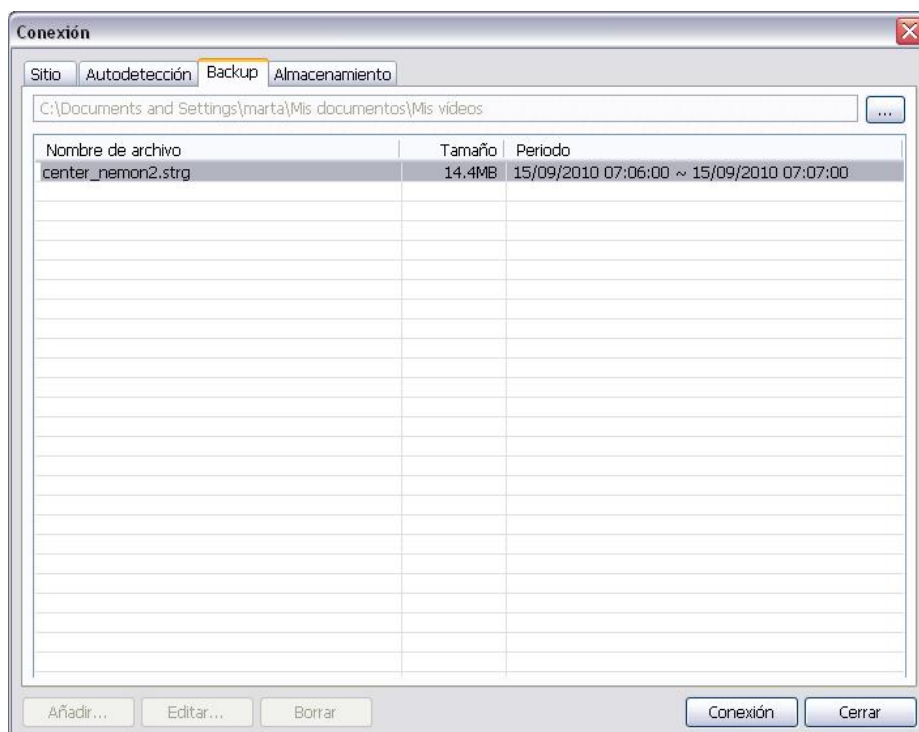 Conexión
Sitio Autodetección Backup Almacenamiento
C:\Documents and Settings\marta\Mis documentos\Mis vídeos ...
Nombre de archivo Tamaño Periodo
center_nemon2.strg 14.4MB 15/09/2010 07:06:00 ~ 15/09/2010 07:07:00
Añadir... Editar... Borrar Conexión Cerrar